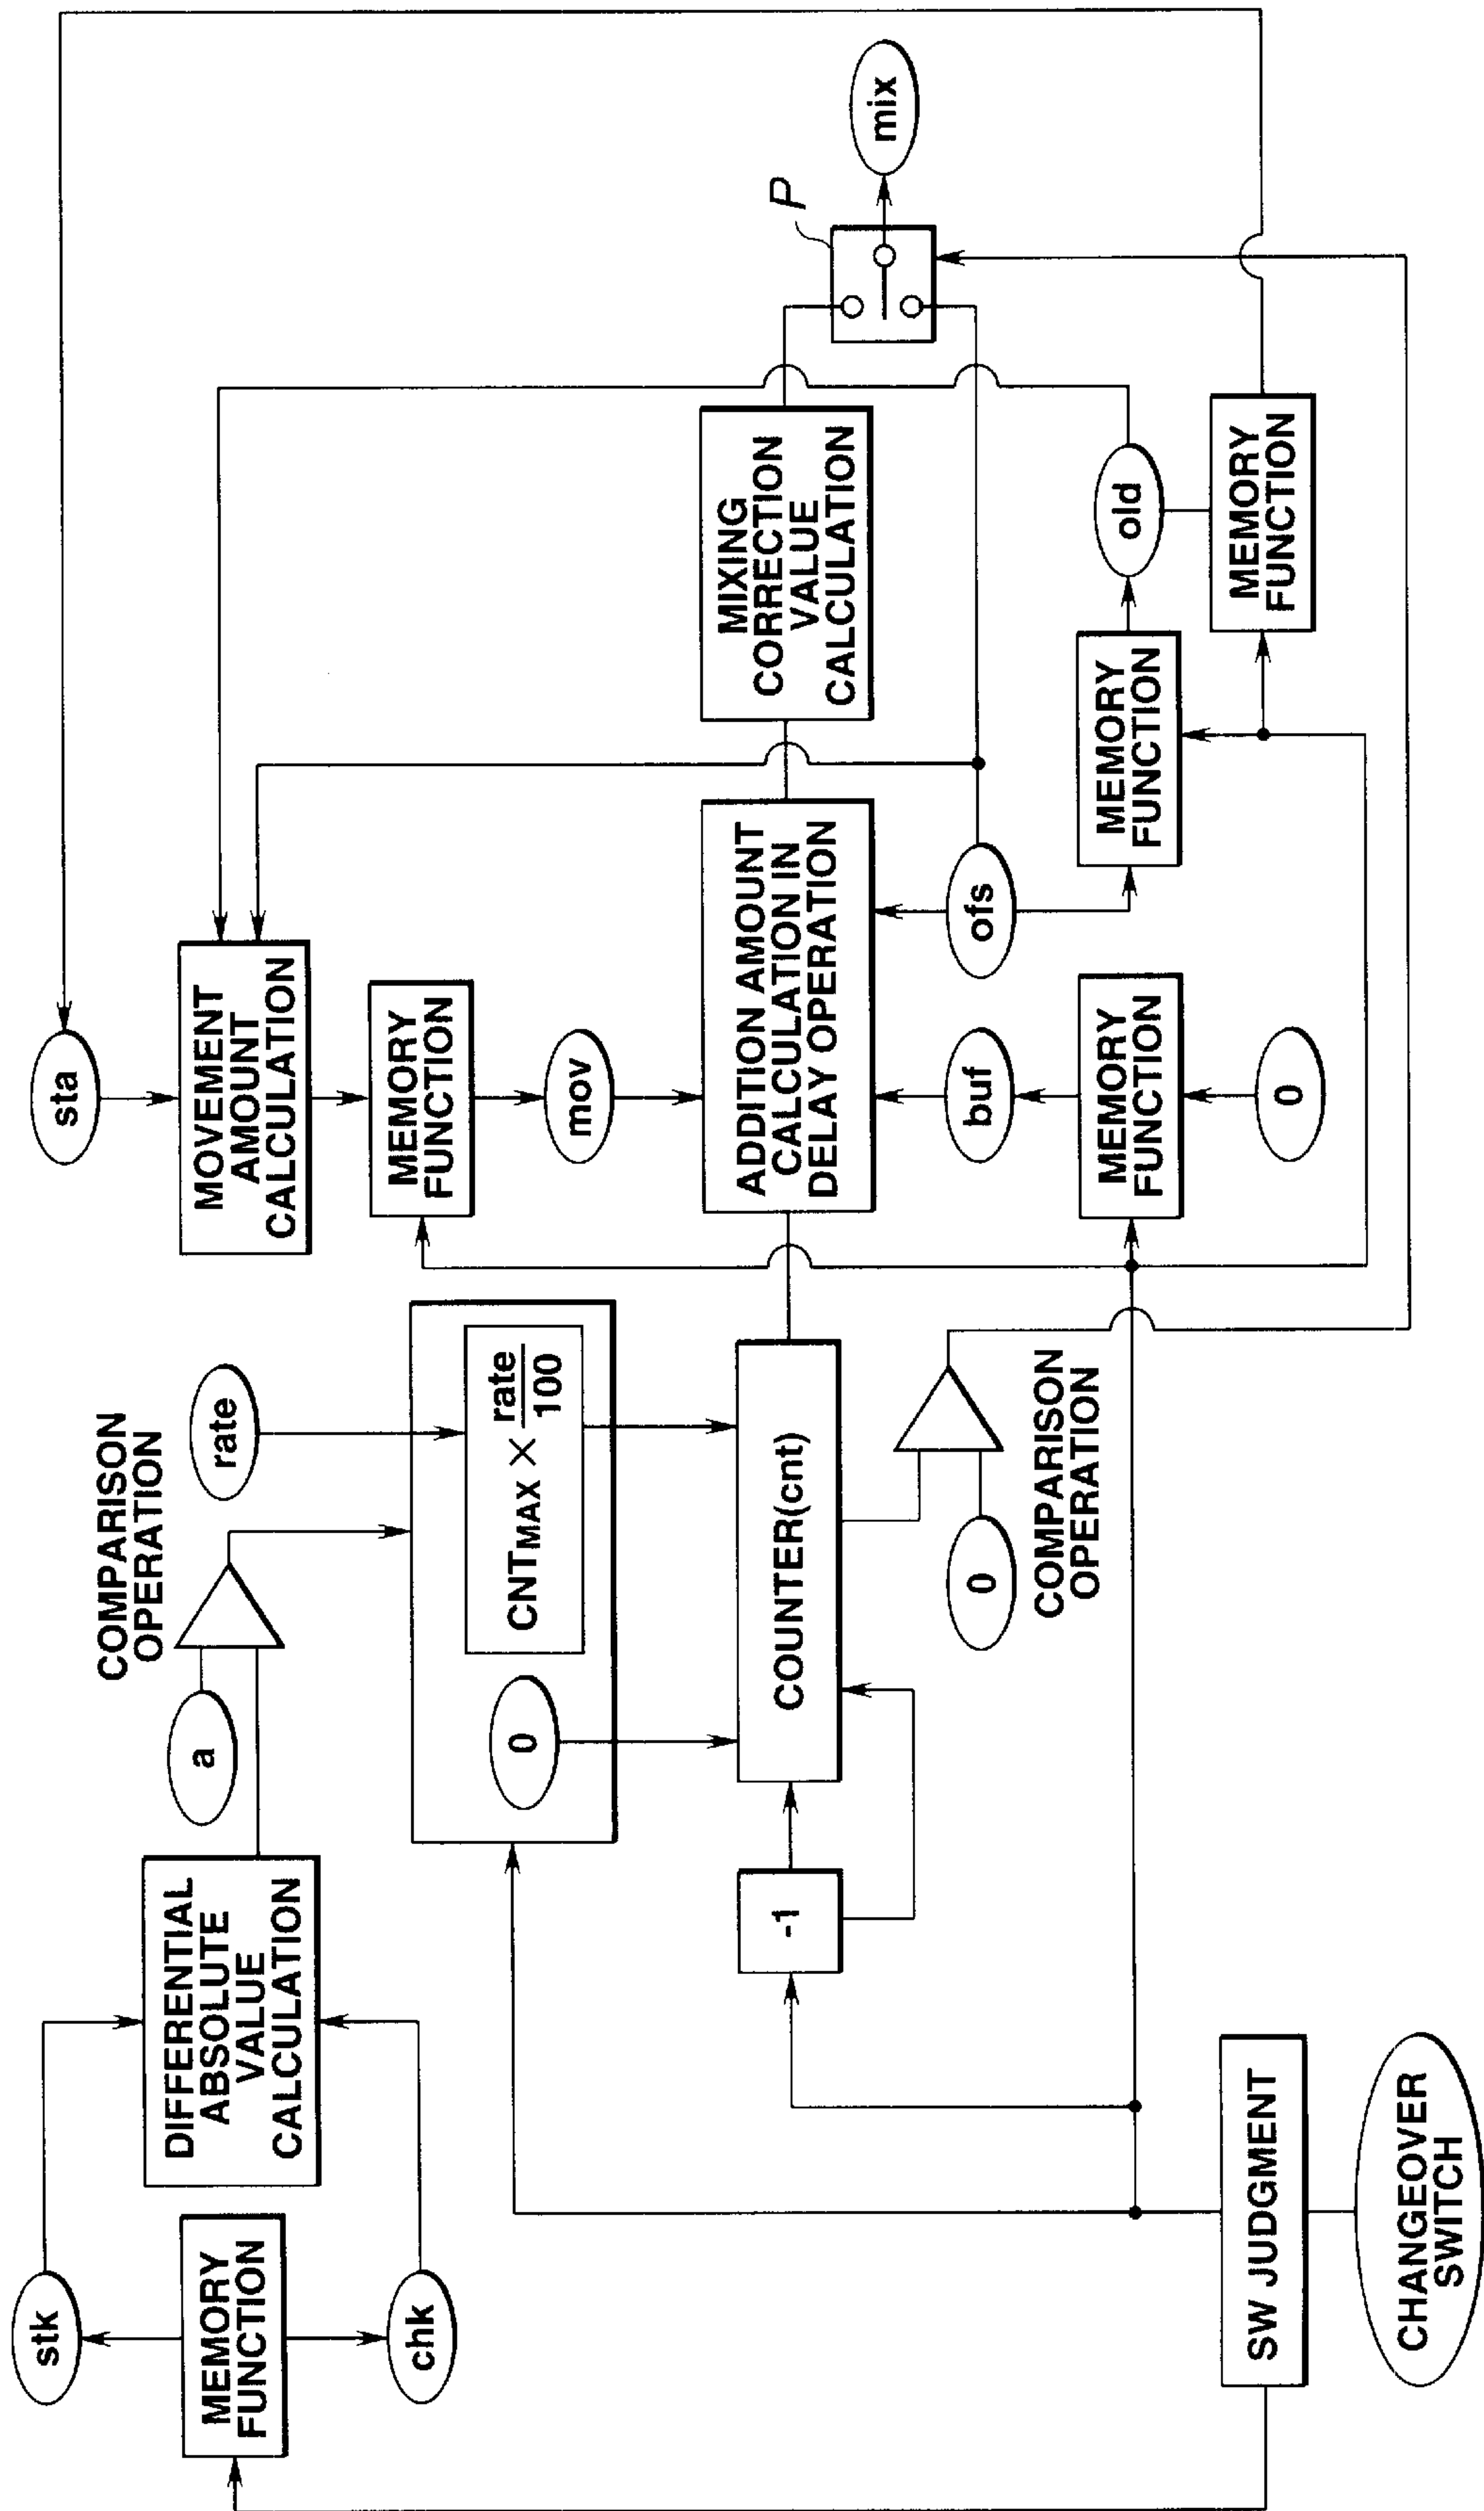 stk
MEMORY
FUNCTION
chk
DIFFERENTIAL
ABSOLUTE
VALUE
CALCULATION
a
COMPARISON
OPERATION
rate
0
CNTMAX × rate
100
-1
COUNTER(cnt)
0
COMPARISON
OPERATION
SW JUDGMENT
CHANGEOVER
SWITCH
sta
MOVEMENT
AMOUNT
CALCULATION
MEMORY
FUNCTION
mov
ADDITION AMOUNT
CALCULATION IN
DELAY OPERATION
buf
MEMORY
FUNCTION
0
ofs
MEMORY
FUNCTION
old
MEMORY
FUNCTION
MIXING
CORRECTION
VALUE
CALCULATION
P
mix